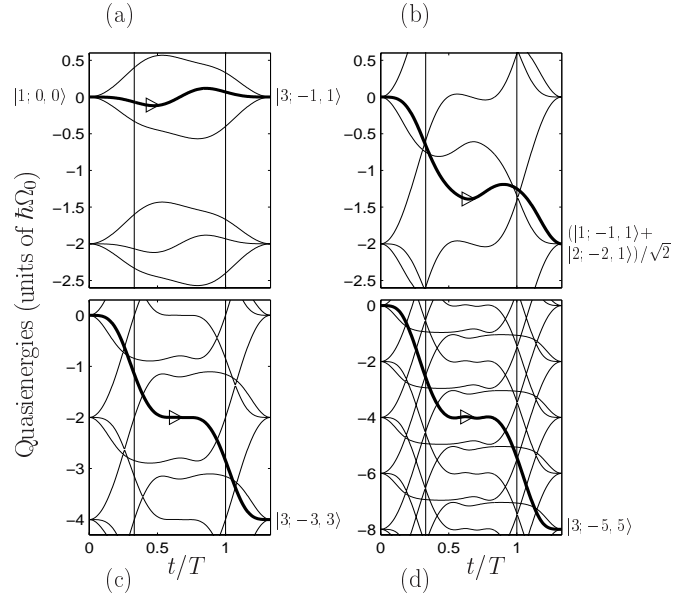 (a) (b)
0.5 0.5
|1; 0, 0⟩ 0 |3; −1, 1⟩ 0
−0.5 −0.5
−1 −1
−1.5 −1.5
−2 −2 (|1; −1, 1⟩+
|2; −2, 1⟩)/√2
−2.5 −2.5
Quasienergies (units of ħΩ₀)
0 0
−1 −2
−2 −4
−3 −6
−4 |3; −3, 3⟩ −8 |3; −5, 5⟩
0 0.5 1 0 0.5 1
t/T t/T
(c) (d)